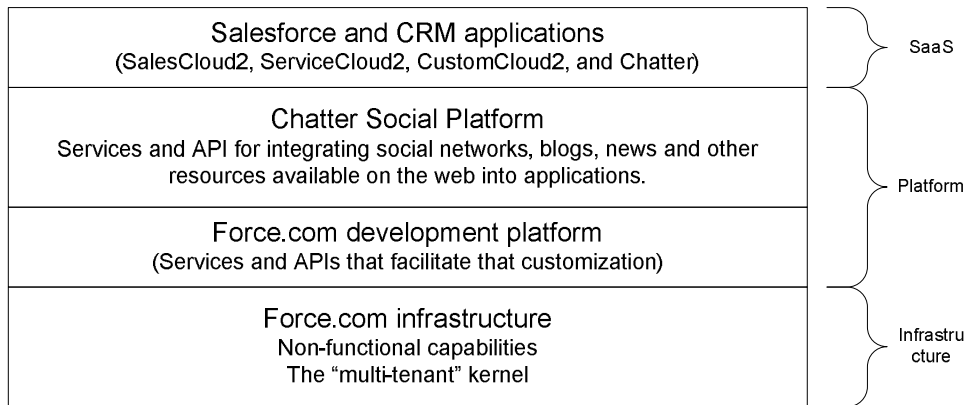 Salesforce and CRM applications
(SalesCloud2, ServiceCloud2, CustomCloud2, and Chatter)
SaaS
Chatter Social Platform
Services and API for integrating social networks, blogs, news and other
resources available on the web into applications.
Platform
Force.com development platform
(Services and APIs that facilitate that customization)
Force.com infrastructure
Non-functional capabilities
The “multi-tenant” kernel
Infrastru
cture